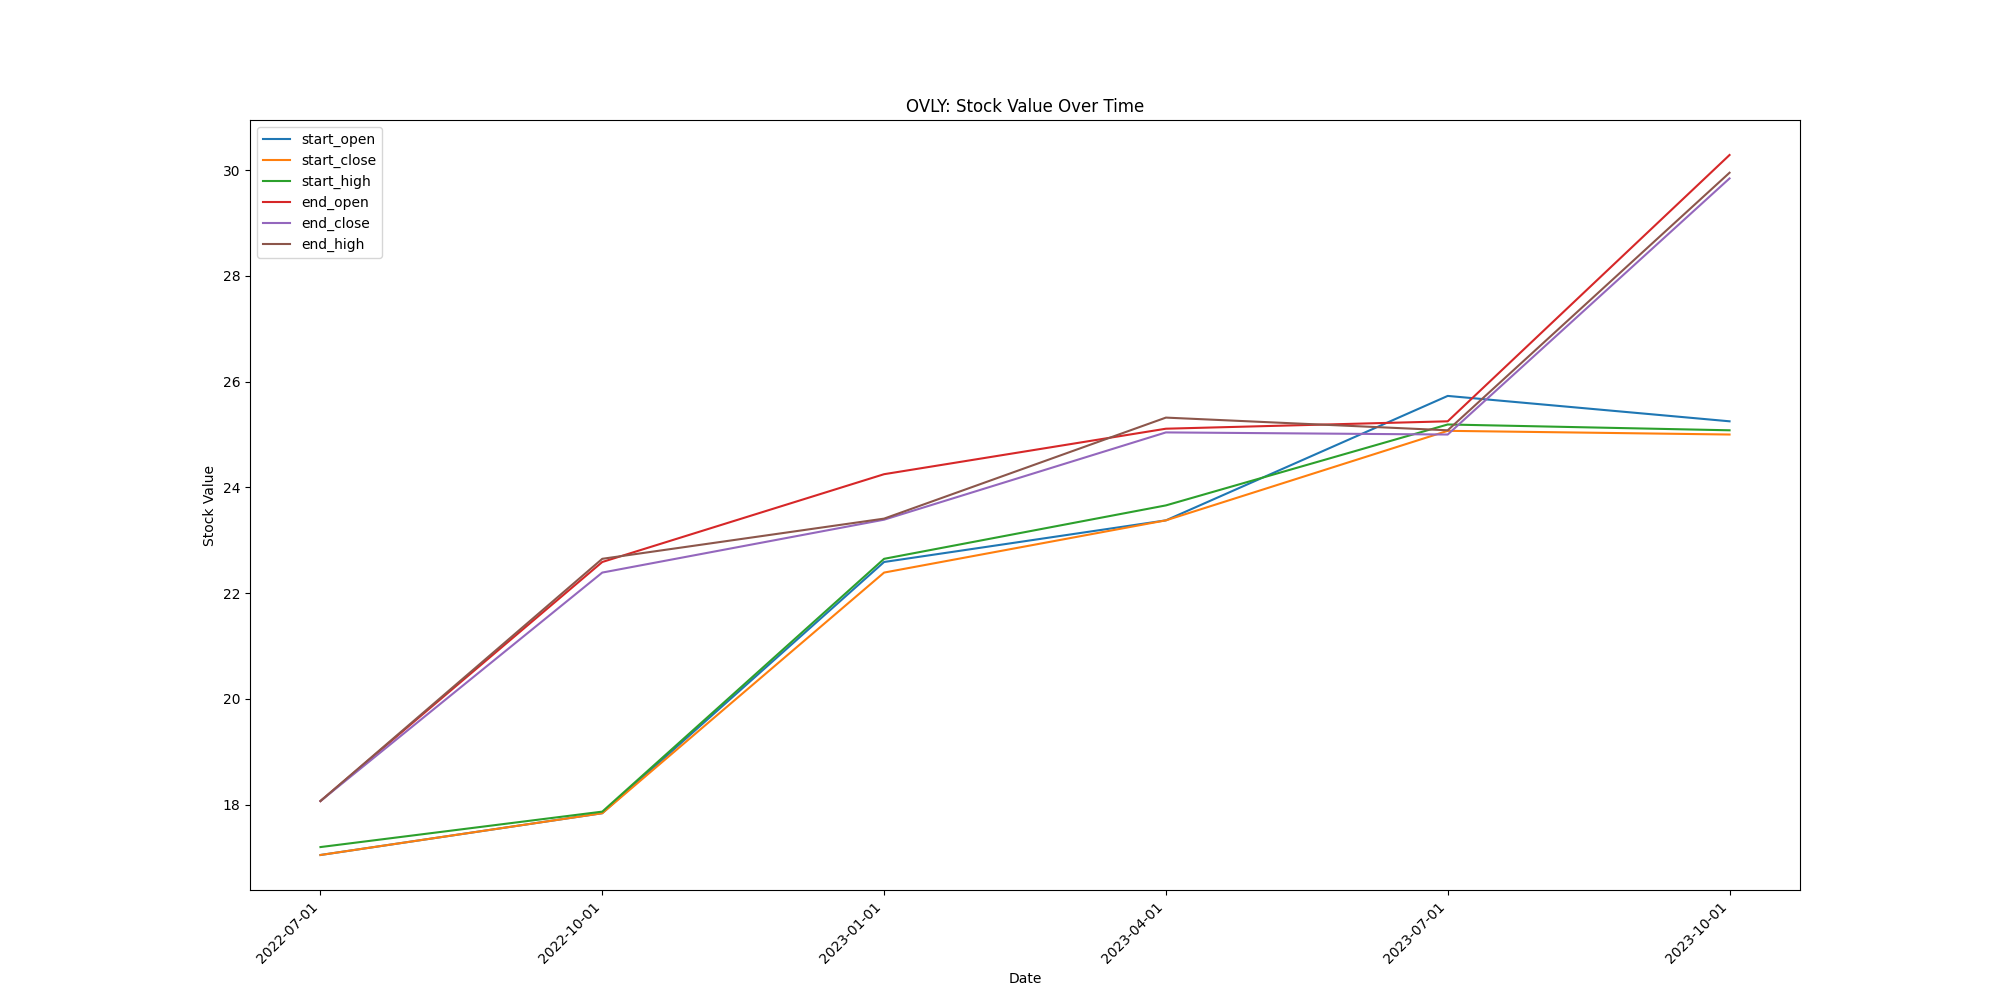 OVLY: Stock Value Over Time
start_open
start_close
start_high
end_open
end_close
end_high
Stock Value
30
28
26
24
22
20
18
2022-07-01
2022-10-01
2023-01-01
2023-04-01
2023-07-01
2023-10-01
Date